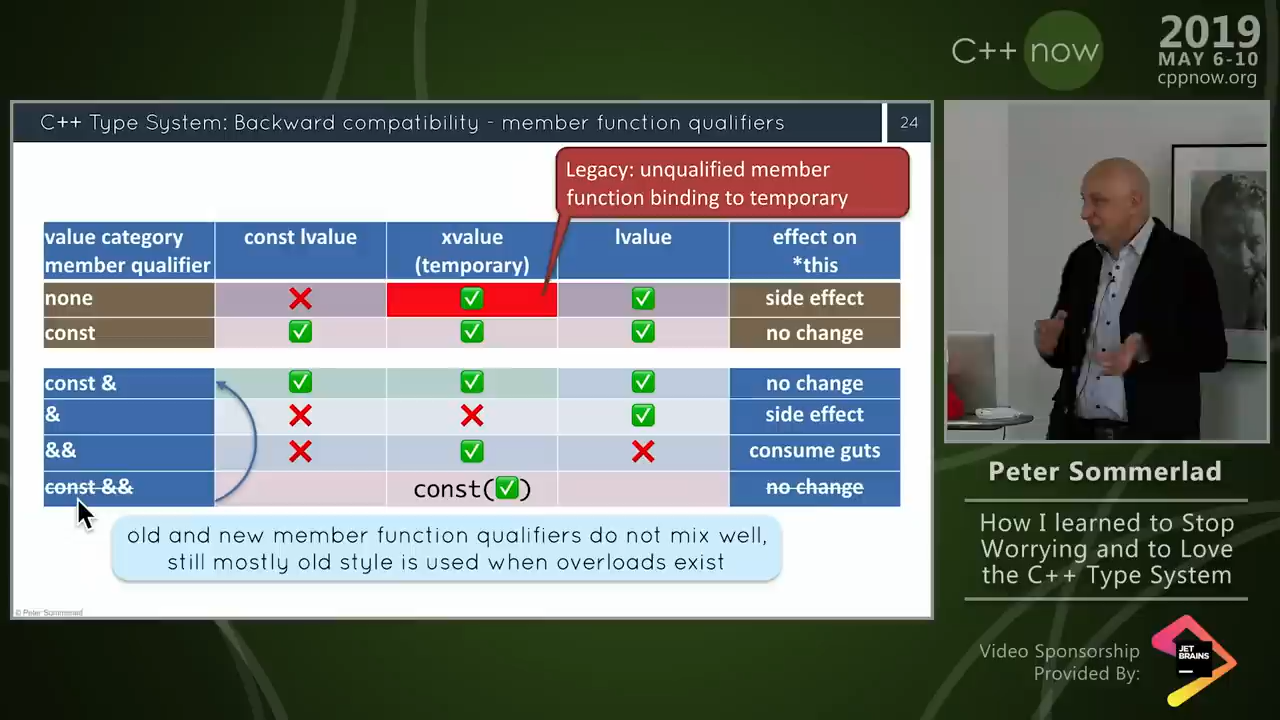 C++ now
2019
MAY 6-10
cppnow.org
C++ Type System: Backward compatibility - member function qualifiers
24
Legacy: unqualified member
function binding to temporary
value category
member qualifier
const lvalue
xvalue
(temporary)
lvalue
effect on
*this
none ❌ ✅ ✅ side effect
const ✅ ✅ ✅ no change
const & ✅ ✅ ✅ no change
& ❌ ❌ ✅ side effect
&& ❌ ✅ ❌ consume guts
const && const(✅) no change
old and new member function qualifiers do not mix well,
still mostly old style is used when overloads exist
© Peter Sommerlad
Peter Sommerlad
How I learned to Stop
Worrying and to Love
the C++ Type System
Video Sponsorship
Provided By:
JET
BRAINS